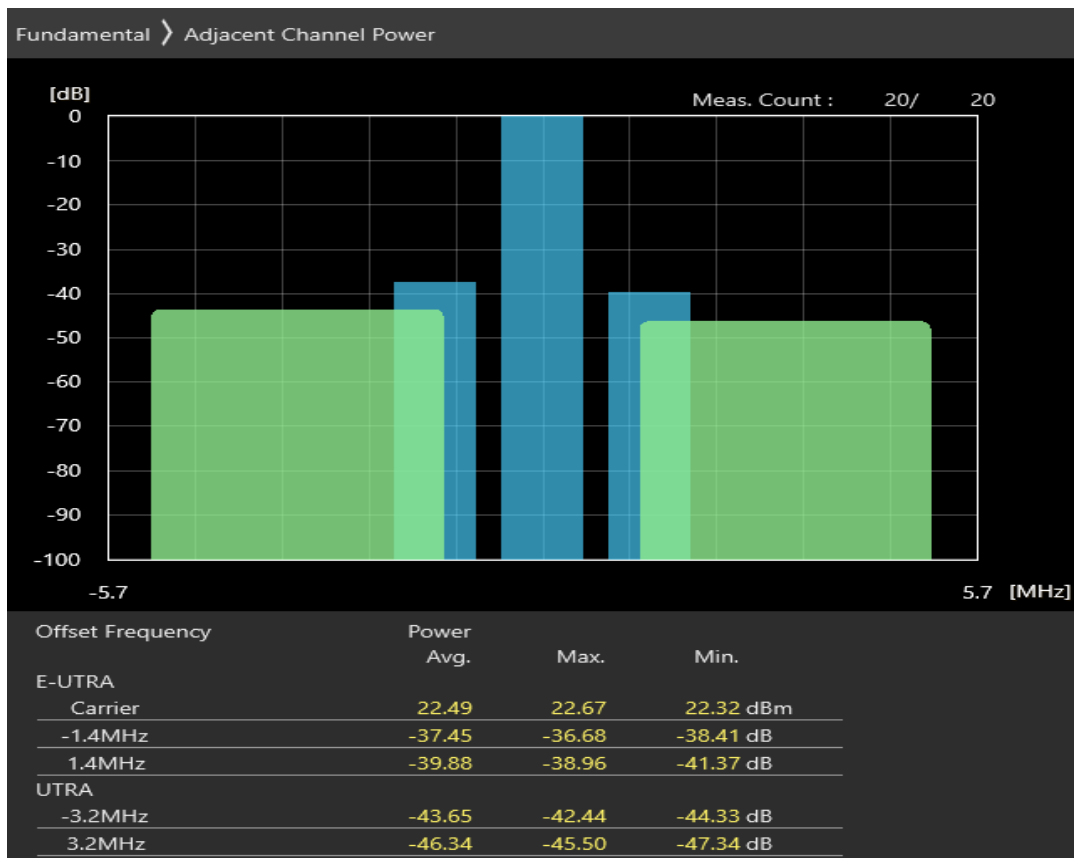 Fundamental 〉 Adjacent Channel Power
[dB]
Meas. Count : 20/ 20
0
-10
-20
-30
-40
-50
-60
-70
-80
-90
-100
-5.7 5.7 [MHz]
Offset Frequency Power
Avg. Max. Min.
E-UTRA
Carrier 22.49 22.67 22.32 dBm
-1.4MHz -37.45 -36.68 -38.41 dB
1.4MHz -39.88 -38.96 -41.37 dB
UTRA
-3.2MHz -43.65 -42.44 -44.33 dB
3.2MHz -46.34 -45.50 -47.34 dB